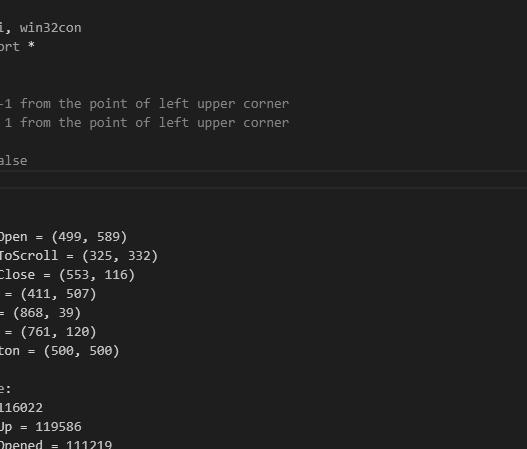 i, win32con
ort *
-1 from the point of left upper corner
1 from the point of left upper corner
alse
Open = (499, 589)
ToScroll = (325, 332)
Close = (553, 116)
= (411, 507)
= (868, 39)
= (761, 120)
ton = (500, 500)
e:
116022
Up = 119586
Opened = 111219